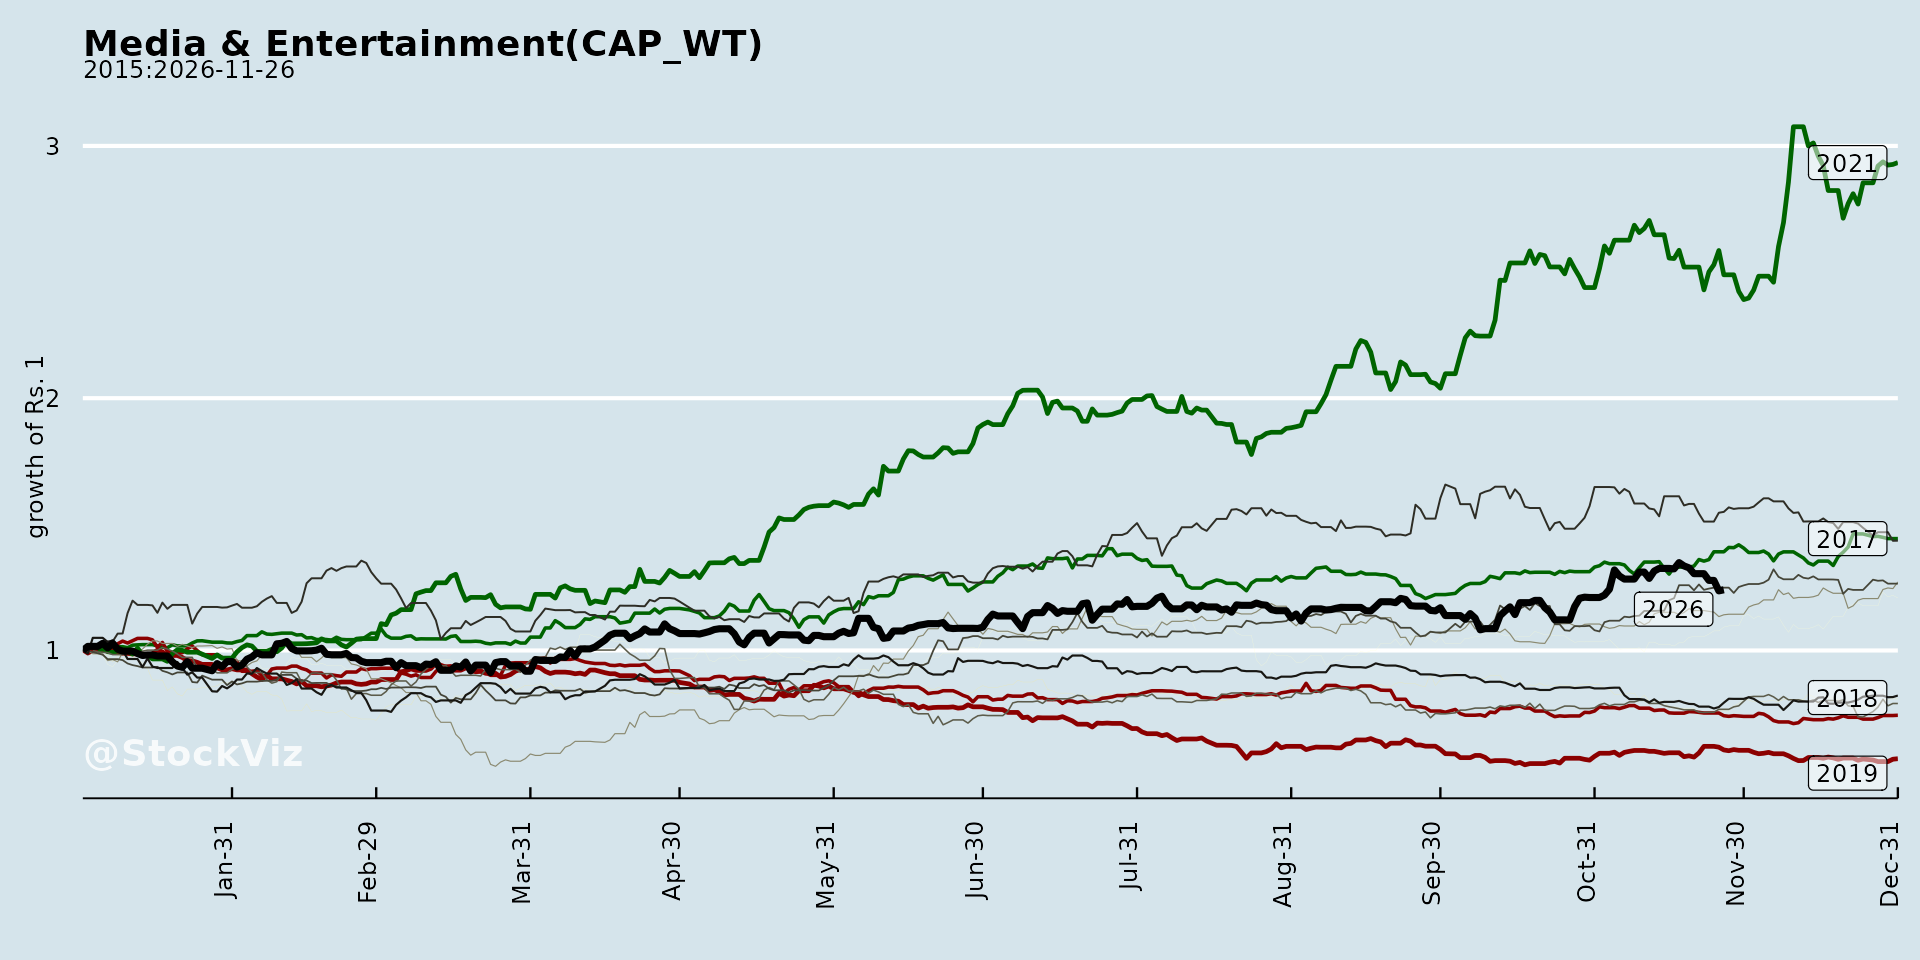 Media & Entertainment(CAP_WT)
2015:2026-11-26
growth of Rs. 1
3
2
1
2021
2017
2026
2018
2019
@StockViz
Jan-31
Feb-29
Mar-31
Apr-30
May-31
Jun-30
Jul-31
Aug-31
Sep-30
Oct-31
Nov-30
Dec-31